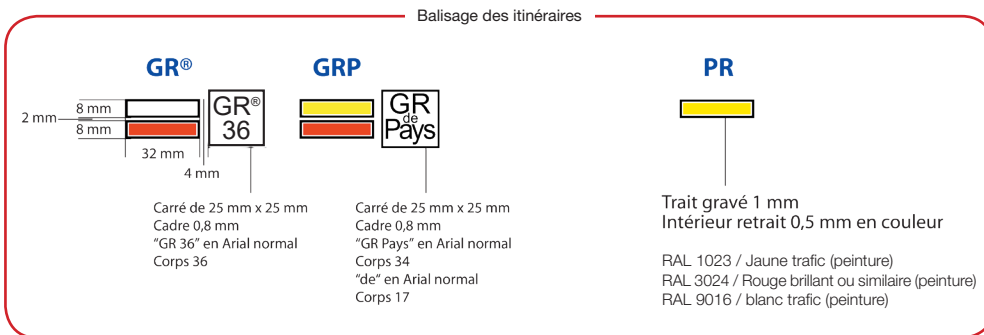 Balisage des itinéraires
GR®
8 mm
2 mm
8 mm
32 mm
4 mm
GR®
36
Carré de 25 mm x 25 mm
Cadre 0,8 mm
“GR 36” en Arial normal
Corps 36
GRP
GR
de
Pays
Carré de 25 mm x 25 mm
Cadre 0,8 mm
“GR Pays” en Arial normal
Corps 34
“de” en Arial normal
Corps 17
PR
Trait gravé 1 mm
Intérieur retrait 0,5 mm en couleur
RAL 1023 / Jaune trafic (peinture)
RAL 3024 / Rouge brillant ou similaire (peinture)
RAL 9016 / blanc trafic (peinture)